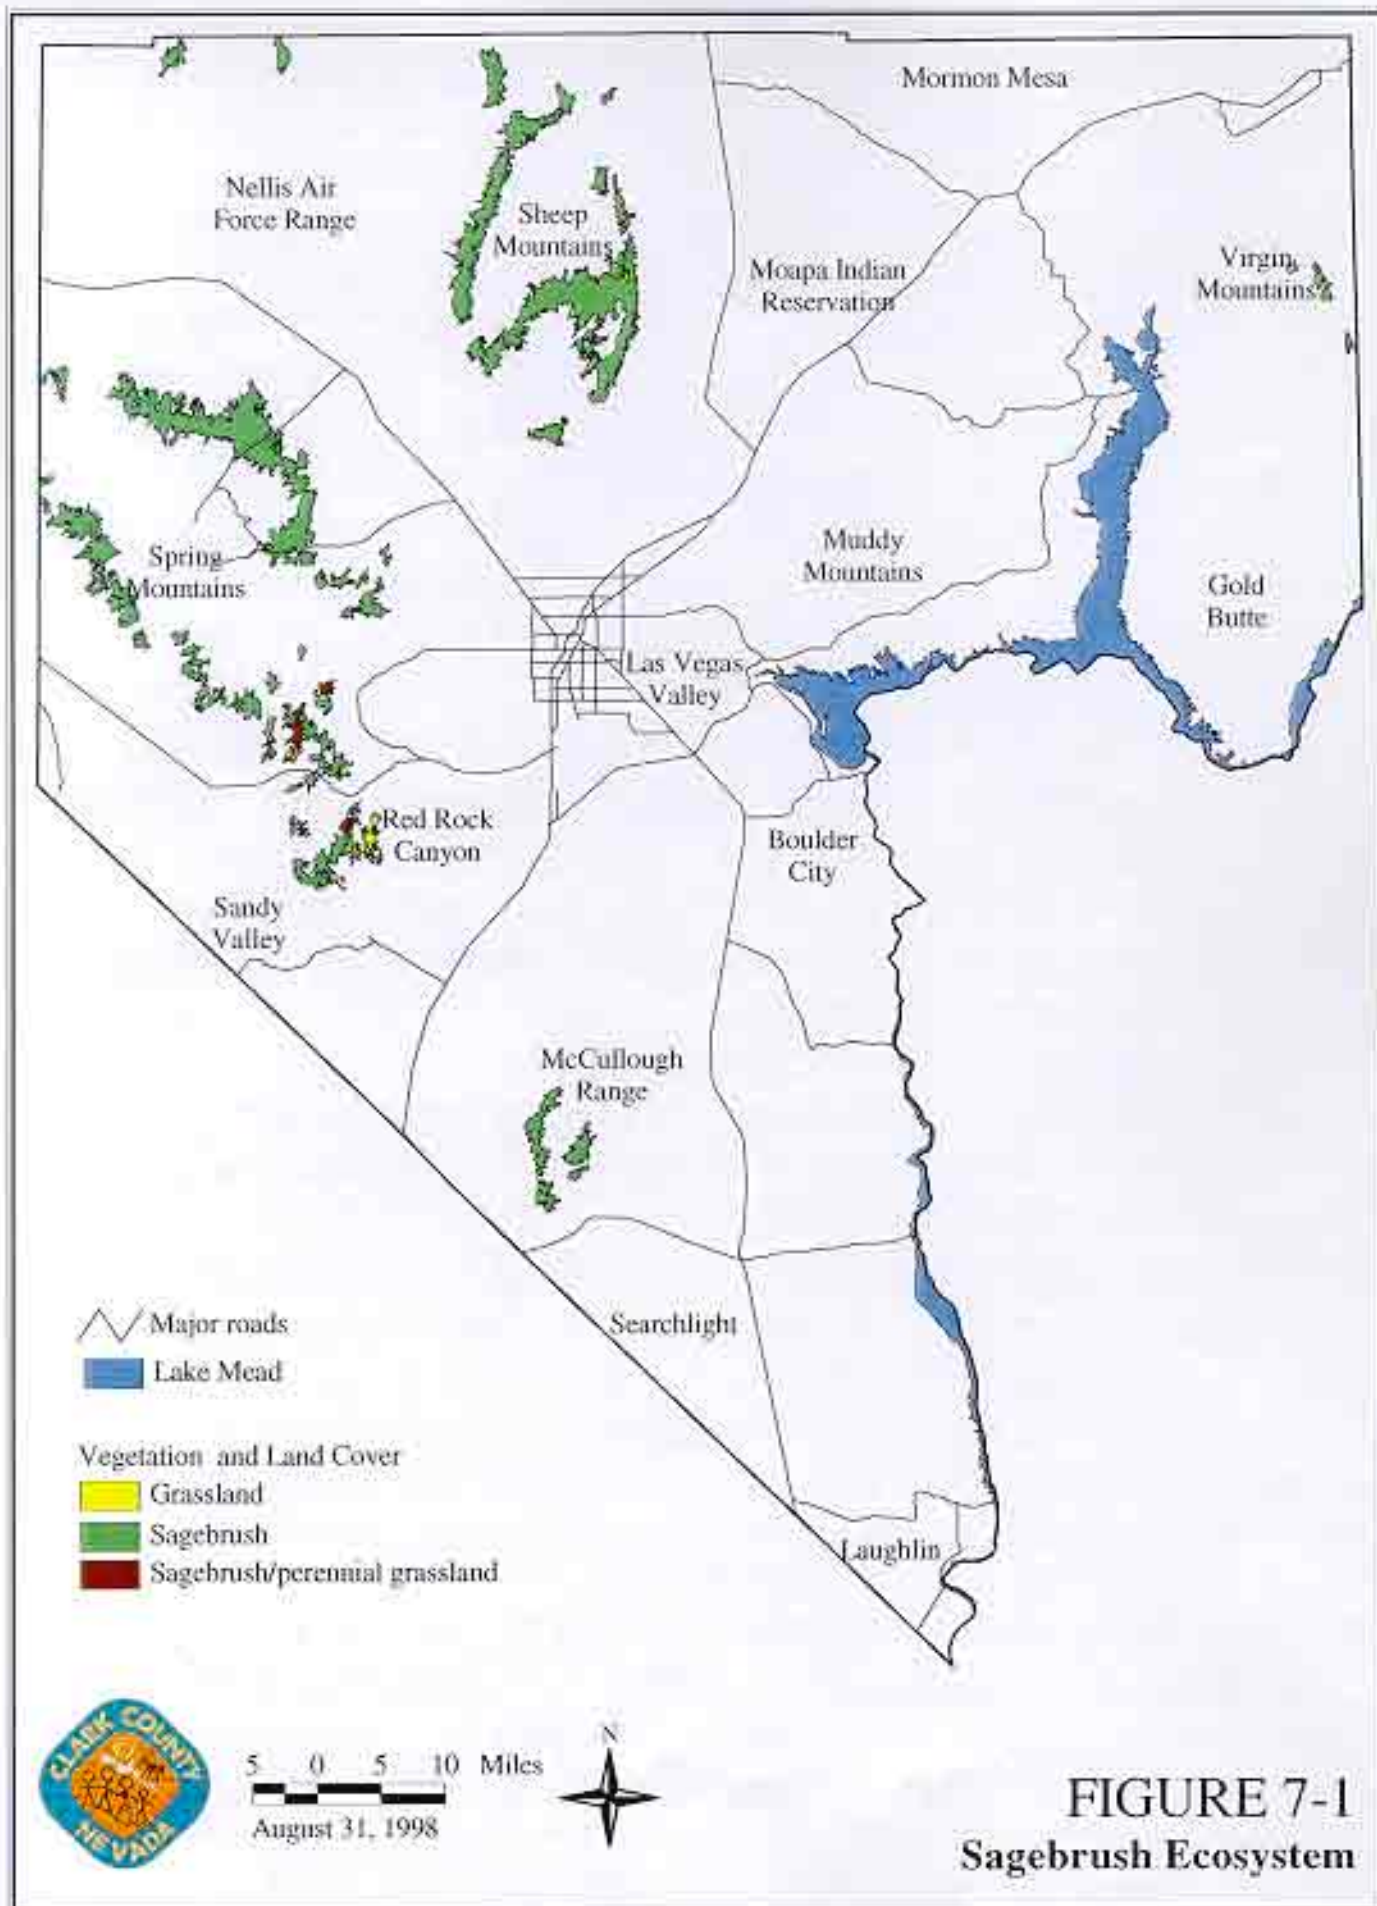 Mormon Mesa
Nellis Air
Force Range
Sheep
Mountains
Moapa Indian
Reservation
Virgin
Mountains
Spring
Mountains
Muddy
Mountains
Gold
Butte
Las Vegas
Valley
Red Rock
Canyon
Boulder
City
Sandy
Valley
McCullough
Range
Searchlight
Laughlin
Major roads
Lake Mead
Vegetation and Land Cover
Grassland
Sagebrush
Sagebrush/perennial grassland
CLARK COUNTY
NEVADA
5 0 5 10 Miles
August 31, 1998
N
FIGURE 7-1
Sagebrush Ecosystem